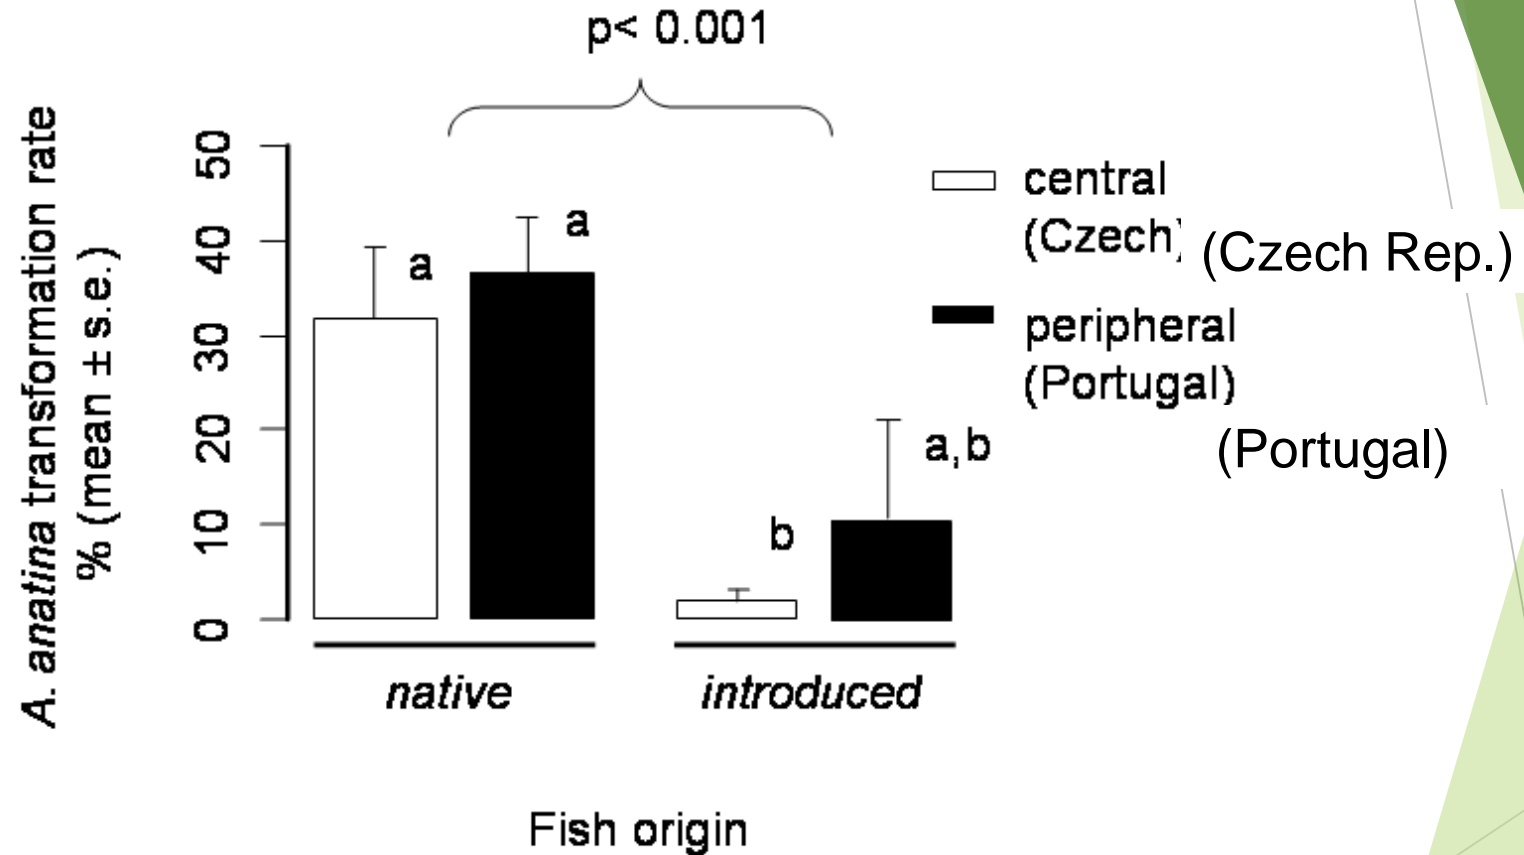 p< 0.001
A. anatina transformation rate
% (mean ± s.e.)
50
40
30
20
10
0
a
a
b
a,b
central
(Czech)
(Czech Rep.)
peripheral
(Portugal)
(Portugal)
native
introduced
Fish origin